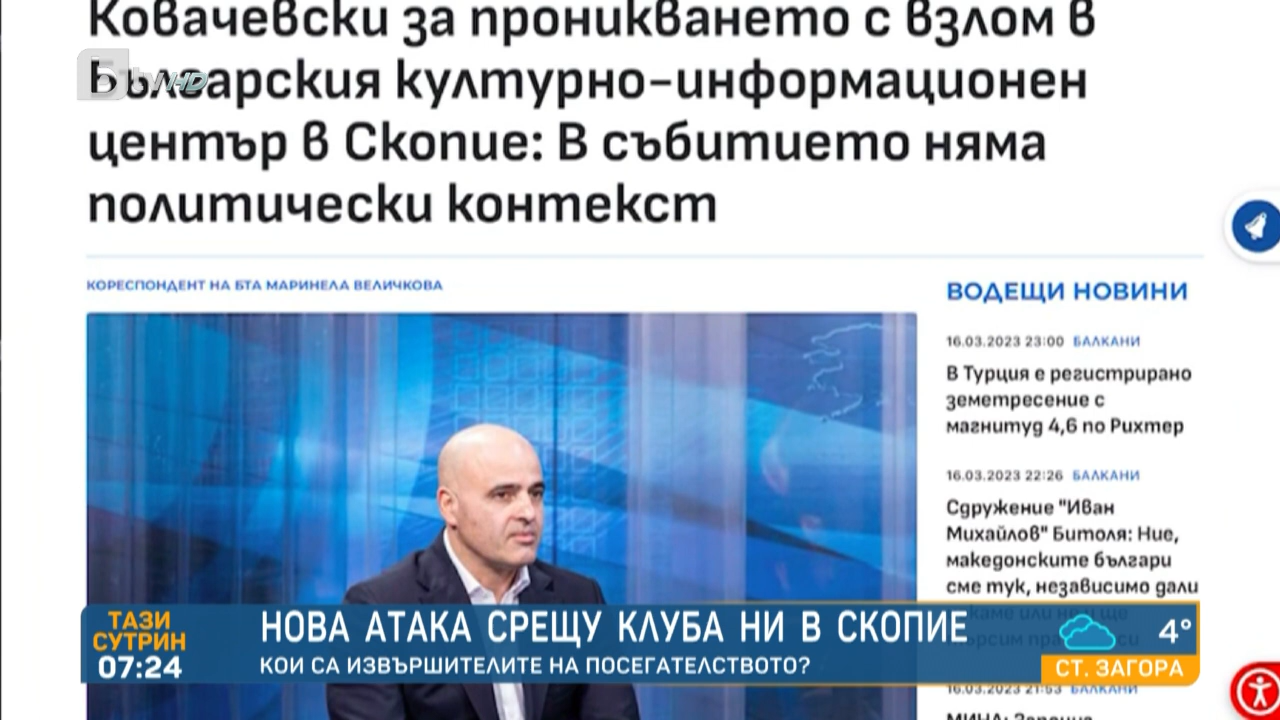 Ковачевски за проникването с взлом в
Българския културно-информационен
център в Скопие: В събитието няма
политически контекст
bTV HD
КОРЕСПОНДЕНТ НА БТА МАРИНЕЛА ВЕЛИЧКОВА
ВОДЕЩИ НОВИНИ
16.03.2023 23:00 БАЛКАНИ
В Турция е регистрирано
земетресение с
магнитуд 4,6 по Рихтер
16.03.2023 22:26 БАЛКАНИ
Сдружение "Иван
Михайлов" Битоля: Ние,
македонските българи
сме тук, независимо дали
ТАЗИ
СУТРИН
07:24
НОВА АТАКА СРЕЩУ КЛУБА НИ В СКОПИЕ
КОИ СА ИЗВЪРШИТЕЛИТЕ НА ПОСЕГАТЕЛСТВОТО?
4°
СТ. ЗАГОРА
16.03.2023 21:53 БАЛКАНИ